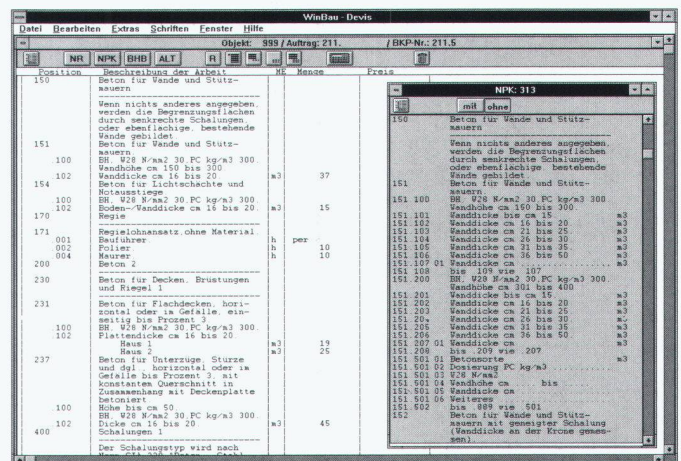 WinBau - Devis
Datei Bearbeiten Extras Schriften Fenster Hilfe
Objekt: 999 / Auftrag: 211. / BKP-Nr.: 211.5
NR NPK BHB ALT R
Position Beschreibung der Arbeit ME Menge Preis
150 Beton für Wände und Stütz-
mauern
Wenn nichts anderes angegeben,
werden die Begrenzungsflächen
durch senkrechte Schalungen,
oder ebenflächige, bestehende
Wände gebildet.
151 Beton für Wände und Stütz-
mauern
.100 BH, W28 N/mm2 30.PC kg/m3 300.
Wandhöhe cm 150 bis 300.
.102 Wanddicke cm 16 bis 20. m3 37
154 Beton für Lichtschächte und
Notausstiege
.100 BH, W28 N/mm2 30.PC kg/m3 300.
.102 Boden-/Wanddicke cm 16 bis 20. m3 15
170 Regie
171 Regielohnansatz.ohne Material.
.001 Bauführer h per
.002 Polier h 10
.004 Maurer h 10
200 Beton 2
230 Beton für Decken, Brüstungen
und Riegel 1
231 Beton für Flachdecken, hori-
zontal oder im Gefälle, ein-
seitig bis Prozent 3.
.100 BH, W28 N/mm2 30.PC kg/m3 300.
.102 Plattendicke cm 16 bis 20.
Haus 1 m3 19
Haus 2 m3 25
237 Beton für Unterzüge, Stürze
und dgl., horizontal oder im
Gefälle bis Prozent 3, mit
konstantem Querschnitt in
Zusammenhang mit Deckenplatte
betoniert
.100 Höhe bis cm 50.
BH, W28 N/mm2 30.PC kg/m3 300.
.102 Dicke cm 16 bis 20. m3 45
400 Schalungen 1
Der Schalungstyp wird nach
NPK: 313
mit ohne
150 Beton für Wände und Stütz-
mauern
Wenn nichts anderes angegeben,
werden die Begrenzungsflächen
durch senkrechte Schalungen,
oder ebenflächige, bestehende
Wände gebildet.
151 Beton für Wände und Stütz-
mauern
151.100 BH, W28 N/mm2 30.PC kg/m3 300.
Wandhöhe cm 150 bis 300.
151.101 Wanddicke bis cm 15. m3
151.102 Wanddicke cm 16 bis 20. m3
151.103 Wanddicke cm 21 bis 25. m3
151.104 Wanddicke cm 26 bis 30. m3
151.105 Wanddicke cm 31 bis 35. m3
151.106 Wanddicke cm 36 bis 50. m3
151.107 01 Wanddicke cm m3
151.108 bis .109 wie .107
151.200 BH, W28 N/mm2 30.PC kg/m3 300.
Wandhöhe cm 301 bis 400
151.201 Wanddicke bis cm 15. m3
151.202 Wanddicke cm 16 bis 20. m3
151.203 Wanddicke cm 21 bis 25. m3
151.204 Wanddicke cm 26 bis 30. m3
151.205 Wanddicke cm 31 bis 35 m3
151.206 Wanddicke cm 36 bis 50. m3
151.207 01 Wanddicke cm m3
151.208 bis .209 wie .207
151.501 01 Betonsorte m3
151.501 02 Dosierung PC kg/m3
151.501 03 W28 N/mm2
151.501 04 Wandhöhe cm bis
151.501 05 Wanddicke cm
151.501 06 Weiteres
151.502 bis .809 wie .501
152 Beton für Wände und Stütz-
mauern mit geneigter Schalung
(Wanddicke an der Krone gemes-
sen).